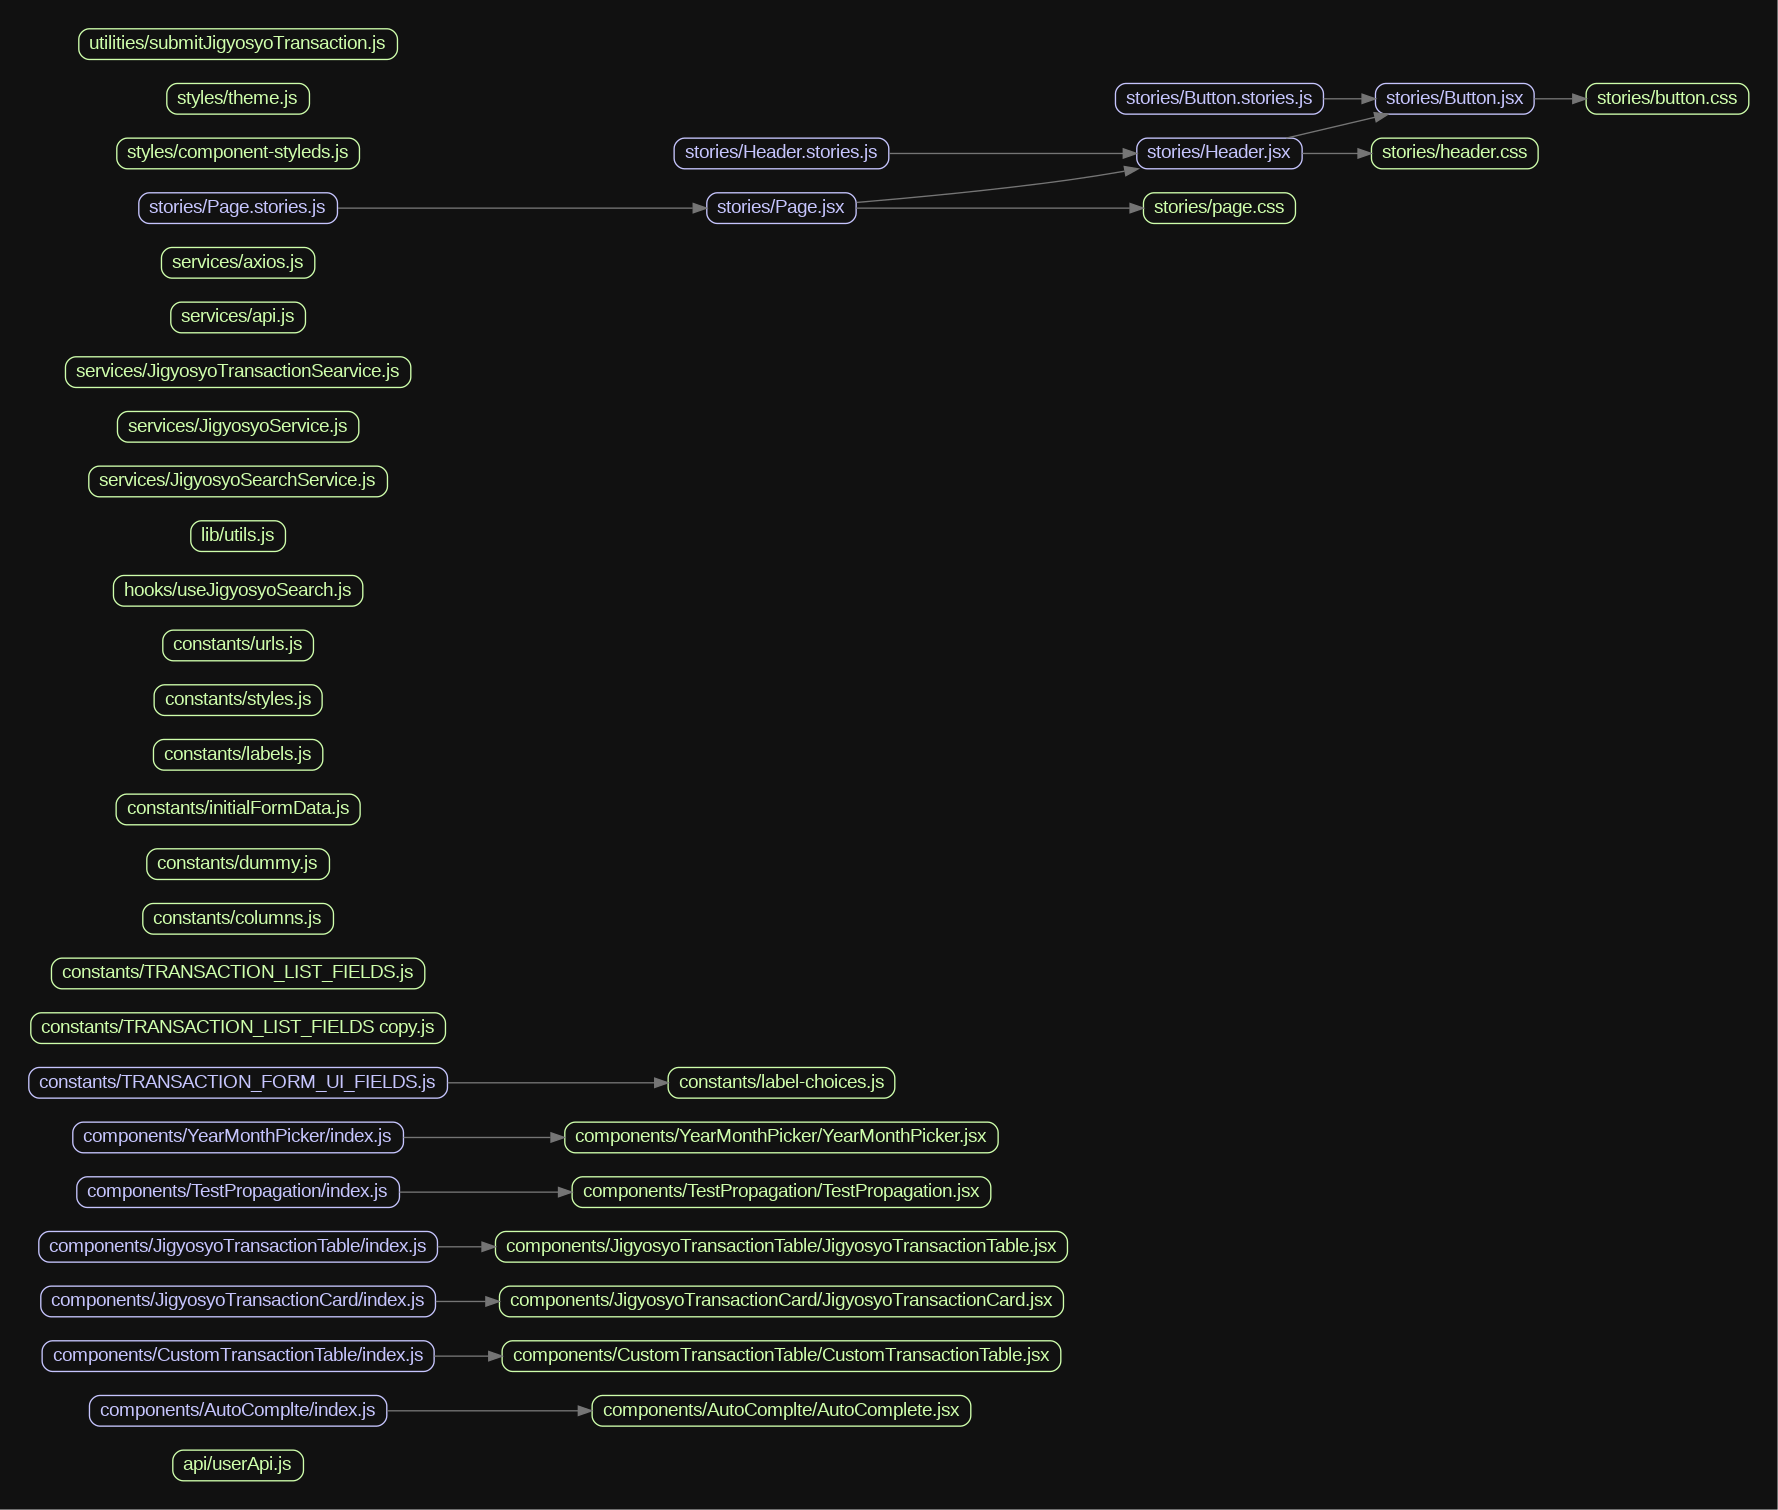 utilities/submitJigyosyoTransaction.js
styles/theme.js
stories/Button.stories.js
stories/Button.jsx
stories/button.css
styles/component-styleds.js
stories/Header.stories.js
stories/Header.jsx
stories/header.css
stories/Page.stories.js
stories/Page.jsx
stories/page.css
services/axios.js
services/api.js
services/JigyosyoTransactionSearvice.js
services/JigyosyoService.js
services/JigyosyoSearchService.js
lib/utils.js
hooks/useJigyosyoSearch.js
constants/urls.js
constants/styles.js
constants/labels.js
constants/initialFormData.js
constants/dummy.js
constants/columns.js
constants/TRANSACTION_LIST_FIELDS.js
constants/TRANSACTION_LIST_FIELDS copy.js
constants/TRANSACTION_FORM_UI_FIELDS.js
constants/label-choices.js
components/YearMonthPicker/index.js
components/YearMonthPicker/YearMonthPicker.jsx
components/TestPropagation/index.js
components/TestPropagation/TestPropagation.jsx
components/JigyosyoTransactionTable/index.js
components/JigyosyoTransactionTable/JigyosyoTransactionTable.jsx
components/JigyosyoTransactionCard/index.js
components/JigyosyoTransactionCard/JigyosyoTransactionCard.jsx
components/CustomTransactionTable/index.js
components/CustomTransactionTable/CustomTransactionTable.jsx
components/AutoComplte/index.js
components/AutoComplte/AutoComplete.jsx
api/userApi.js